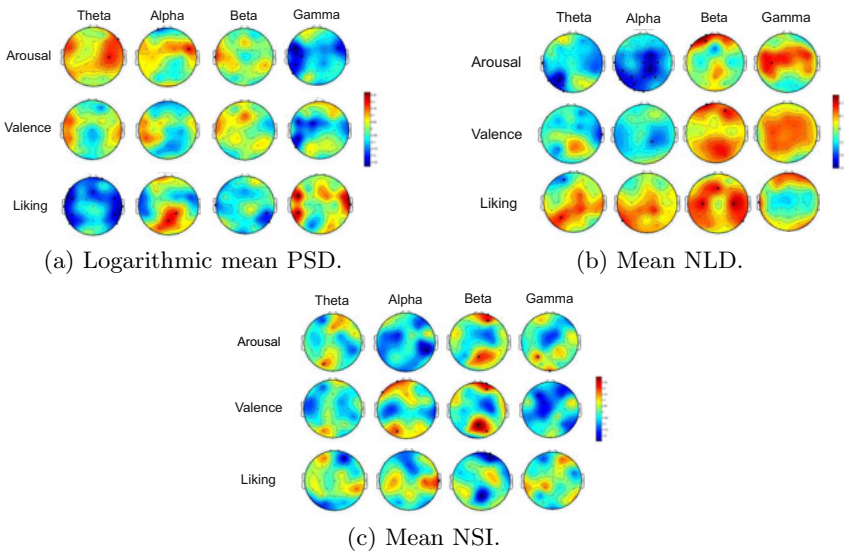 Theta Alpha Beta Gamma
Arousal
Valence
Liking
(a) Logarithmic mean PSD.
Theta Alpha Beta Gamma
Arousal
Valence
Liking
(b) Mean NLD.
Theta Alpha Beta Gamma
Arousal
Valence
Liking
(c) Mean NSI.